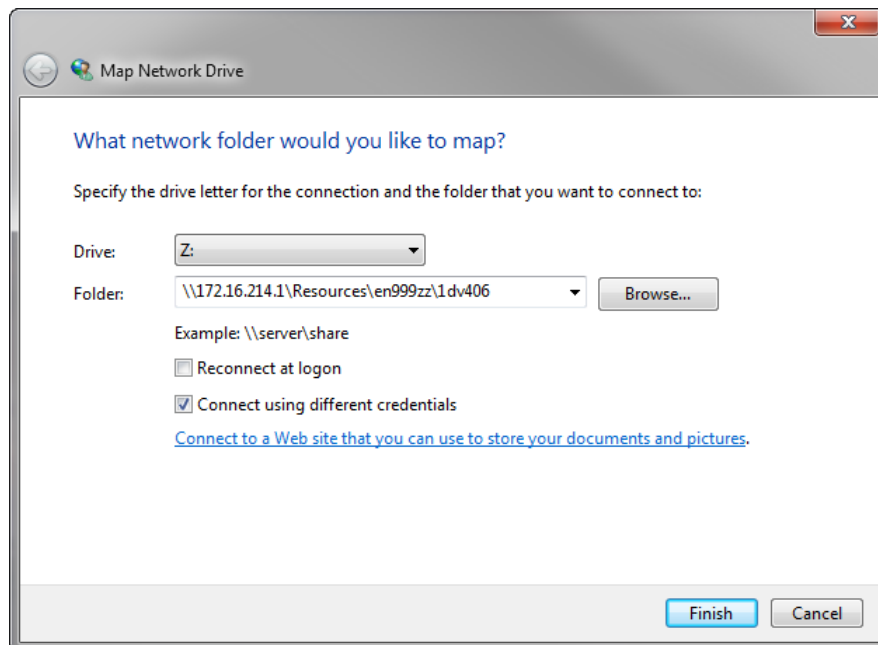 Map Network Drive
What network folder would you like to map?
Specify the drive letter for the connection and the folder that you want to connect to:
Drive: Z:
Folder: \\172.16.214.1\Resources\en999zz\1dv406 Browse...
Example: \\server\share
Reconnect at logon
Connect using different credentials
Connect to a Web site that you can use to store your documents and pictures.
Finish Cancel